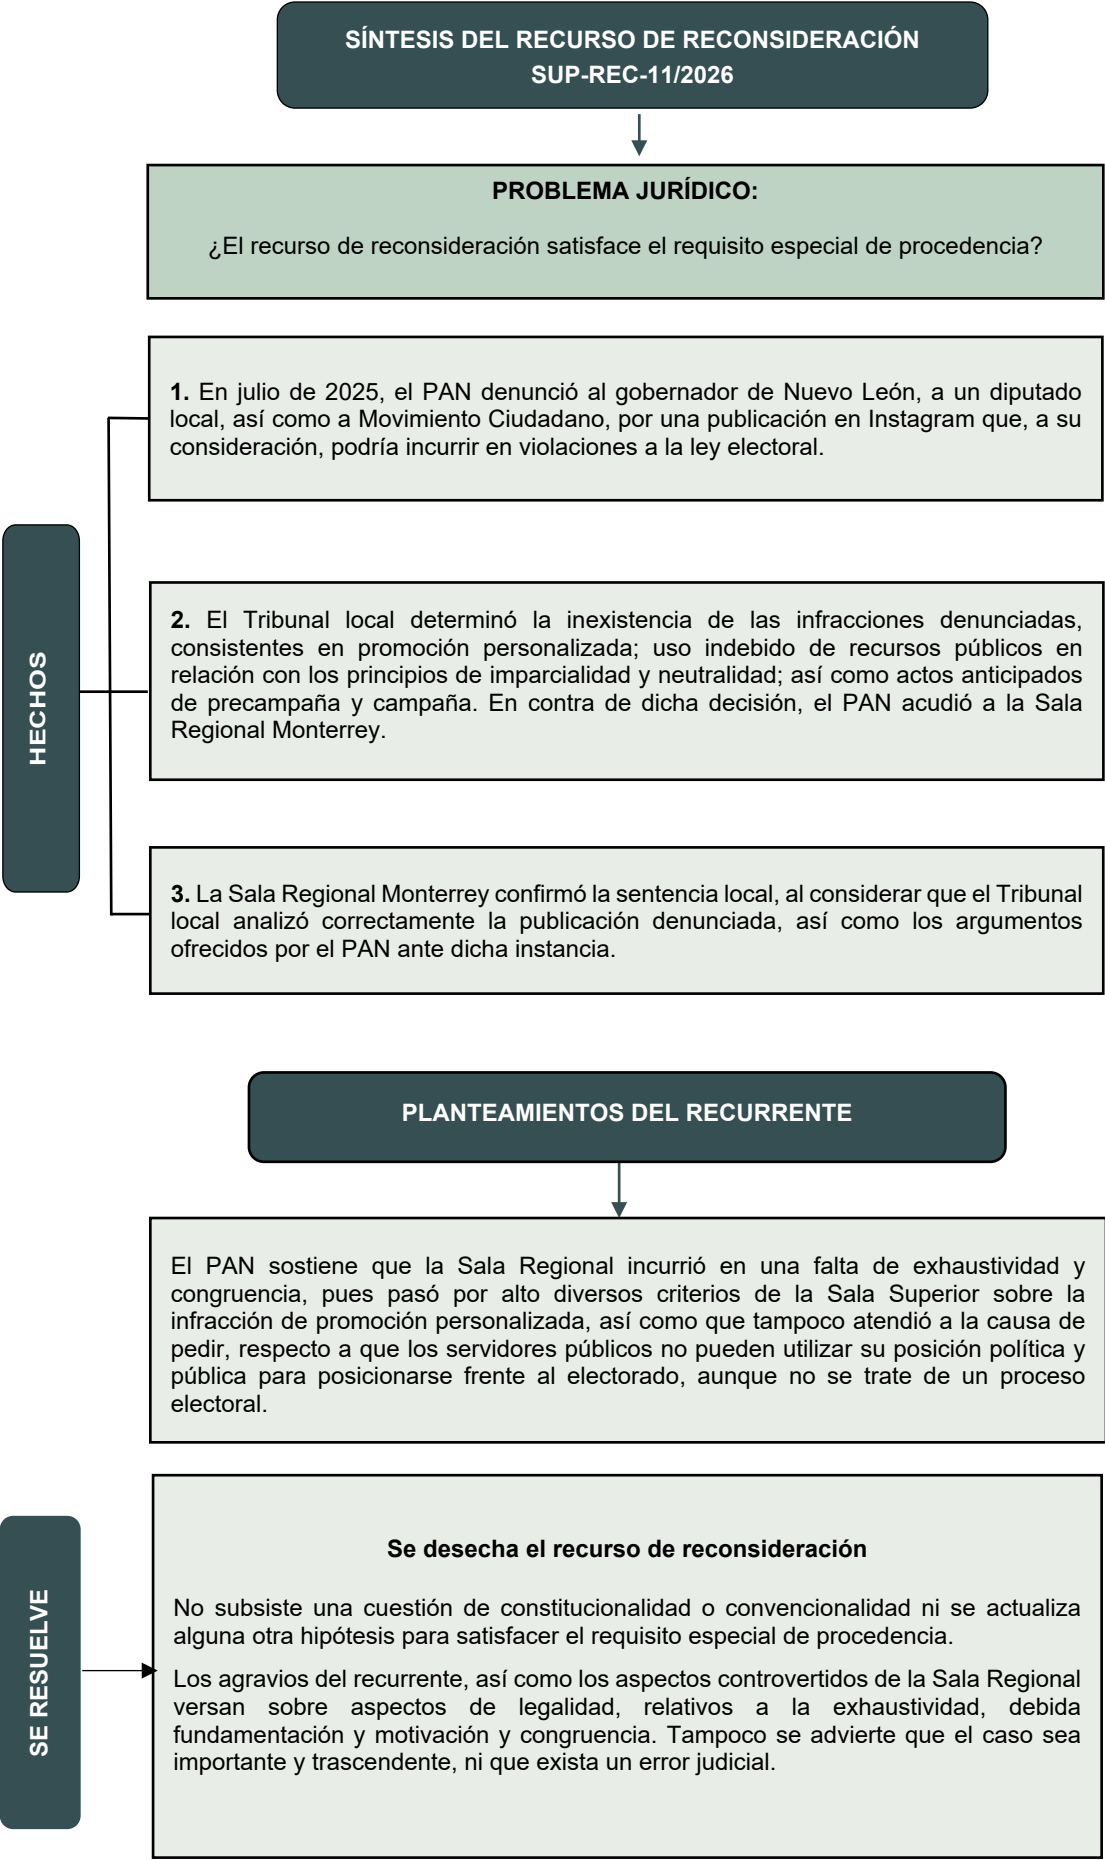 SÍNTESIS DEL RECURSO DE RECONSIDERACIÓN
SUP-REC-11/2026
PROBLEMA JURÍDICO:
¿El recurso de reconsideración satisface el requisito especial de procedencia?
HECHOS
1. En julio de 2025, el PAN denunció al gobernador de Nuevo León, a un diputado
local, así como a Movimiento Ciudadano, por una publicación en Instagram que, a su
consideración, podría incurrir en violaciones a la ley electoral.
2. El Tribunal local determinó la inexistencia de las infracciones denunciadas,
consistentes en promoción personalizada; uso indebido de recursos públicos en
relación con los principios de imparcialidad y neutralidad; así como actos anticipados
de precampaña y campaña. En contra de dicha decisión, el PAN acudió a la Sala
Regional Monterrey.
3. La Sala Regional Monterrey confirmó la sentencia local, al considerar que el Tribunal
local analizó correctamente la publicación denunciada, así como los argumentos
ofrecidos por el PAN ante dicha instancia.
PLANTEAMIENTOS DEL RECURRENTE
El PAN sostiene que la Sala Regional incurrió en una falta de exhaustividad y
congruencia, pues pasó por alto diversos criterios de la Sala Superior sobre la
infracción de promoción personalizada, así como que tampoco atendió a la causa de
pedir, respecto a que los servidores públicos no pueden utilizar su posición política y
pública para posicionarse frente al electorado, aunque no se trate de un proceso
electoral.
SE RESUELVE
Se desecha el recurso de reconsideración
No subsiste una cuestión de constitucionalidad o convencionalidad ni se actualiza
alguna otra hipótesis para satisfacer el requisito especial de procedencia.
Los agravios del recurrente, así como los aspectos controvertidos de la Sala Regional
versan sobre aspectos de legalidad, relativos a la exhaustividad, debida
fundamentación y motivación y congruencia. Tampoco se advierte que el caso sea
importante y trascendente, ni que exista un error judicial.